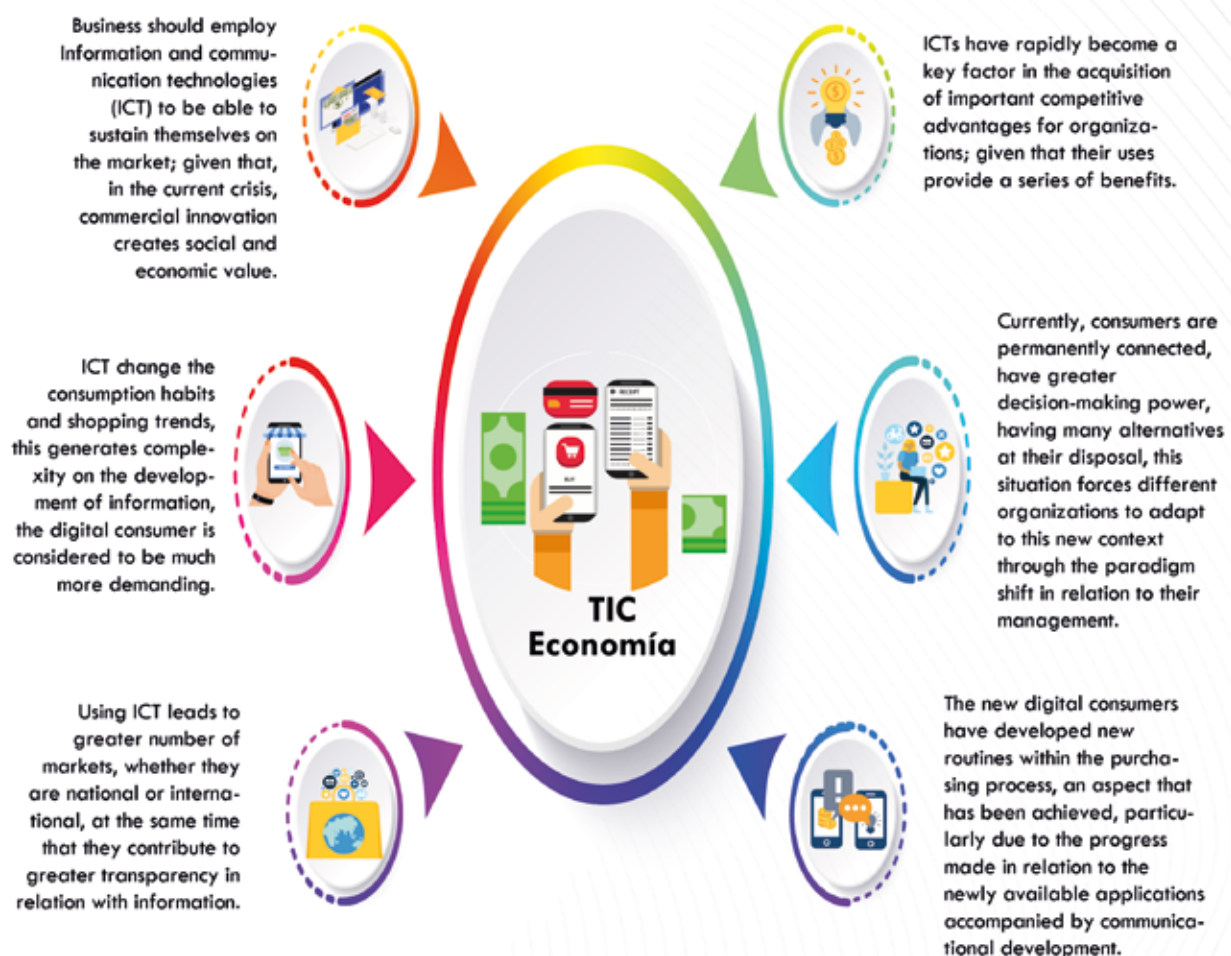 Business should employ
Information and commu-
nication technologies
(ICT) to be able to
sustain themselves on
the market; given that,
in the current crisis,
commercial innovation
creates social and
economic value.
ICTs have rapidly become a
key factor in the acquisition
of important competitive
advantages for organiza-
tions; given that their uses
provide a series of benefits.
ICT change the
consumption habits
and shopping trends,
this generates comple-
xity on the develop-
ment of information,
the digital consumer is
considered to be much
more demanding.
Currently, consumers are
permanently connected,
have greater
decision-making power,
having many alternatives
at their disposal, this
situation forces different
organizations to adapt
to this new context
through the paradigm
shift in relation to their
management.
RECEIPT
BUY
TIC
Economía
Using ICT leads to
greater number of
markets, whether they
are national or interna-
tional, at the same time
that they contribute to
greater transparency in
relation with information.
The new digital consumers
have developed new
routines within the purcha-
sing process, an aspect that
has been achieved, particu-
larly due to the progress
made in relation to the
newly available applications
accompanied by communica-
tional development.